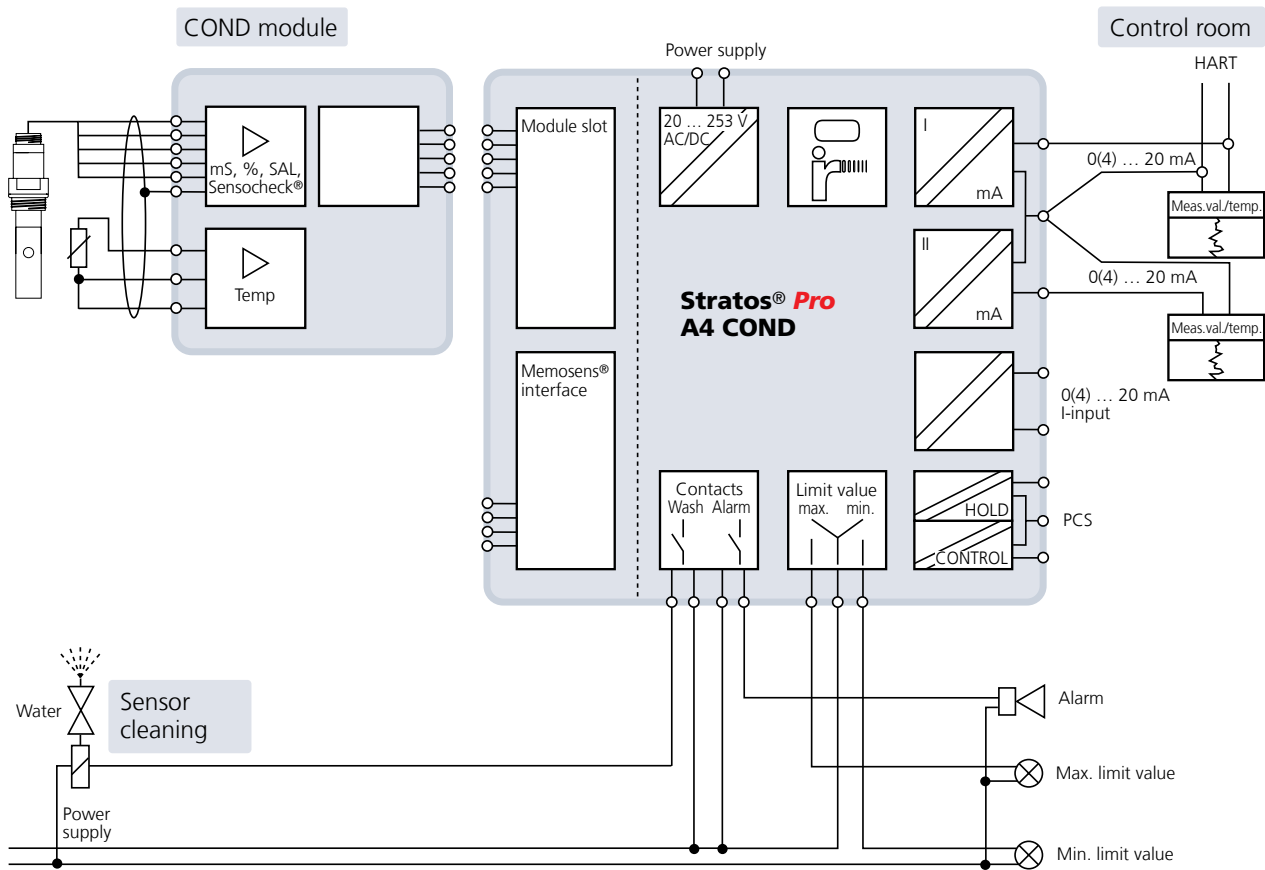 COND module
Control room
Power supply
HART
mS, %, SAL,
Sensocheck®
Temp
Module slot
20 … 253 V
AC/DC
I
mA
0(4) … 20 mA
Meas.val./temp.
II
mA
0(4) … 20 mA
Meas.val./temp.
Stratos® Pro
A4 COND
Memosens®
interface
0(4) … 20 mA
I-input
Contacts
Wash Alarm
Limit value
max. min.
HOLD
CONTROL
PCS
Water
Sensor
cleaning
Power
supply
Alarm
Max. limit value
Min. limit value